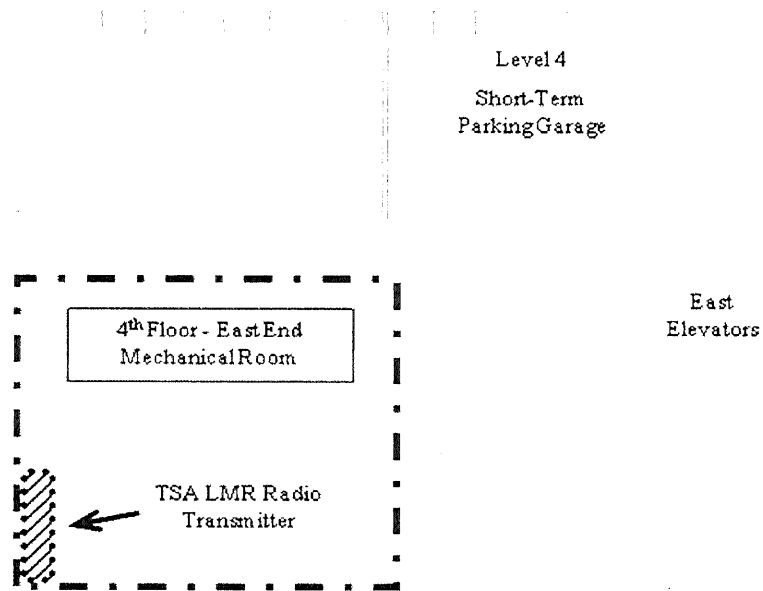 Level 4
Short-Term
Parking Garage
East
Elevators
4th Floor - East End
Mechanical Room
TSA LMR Radio
Transmitter